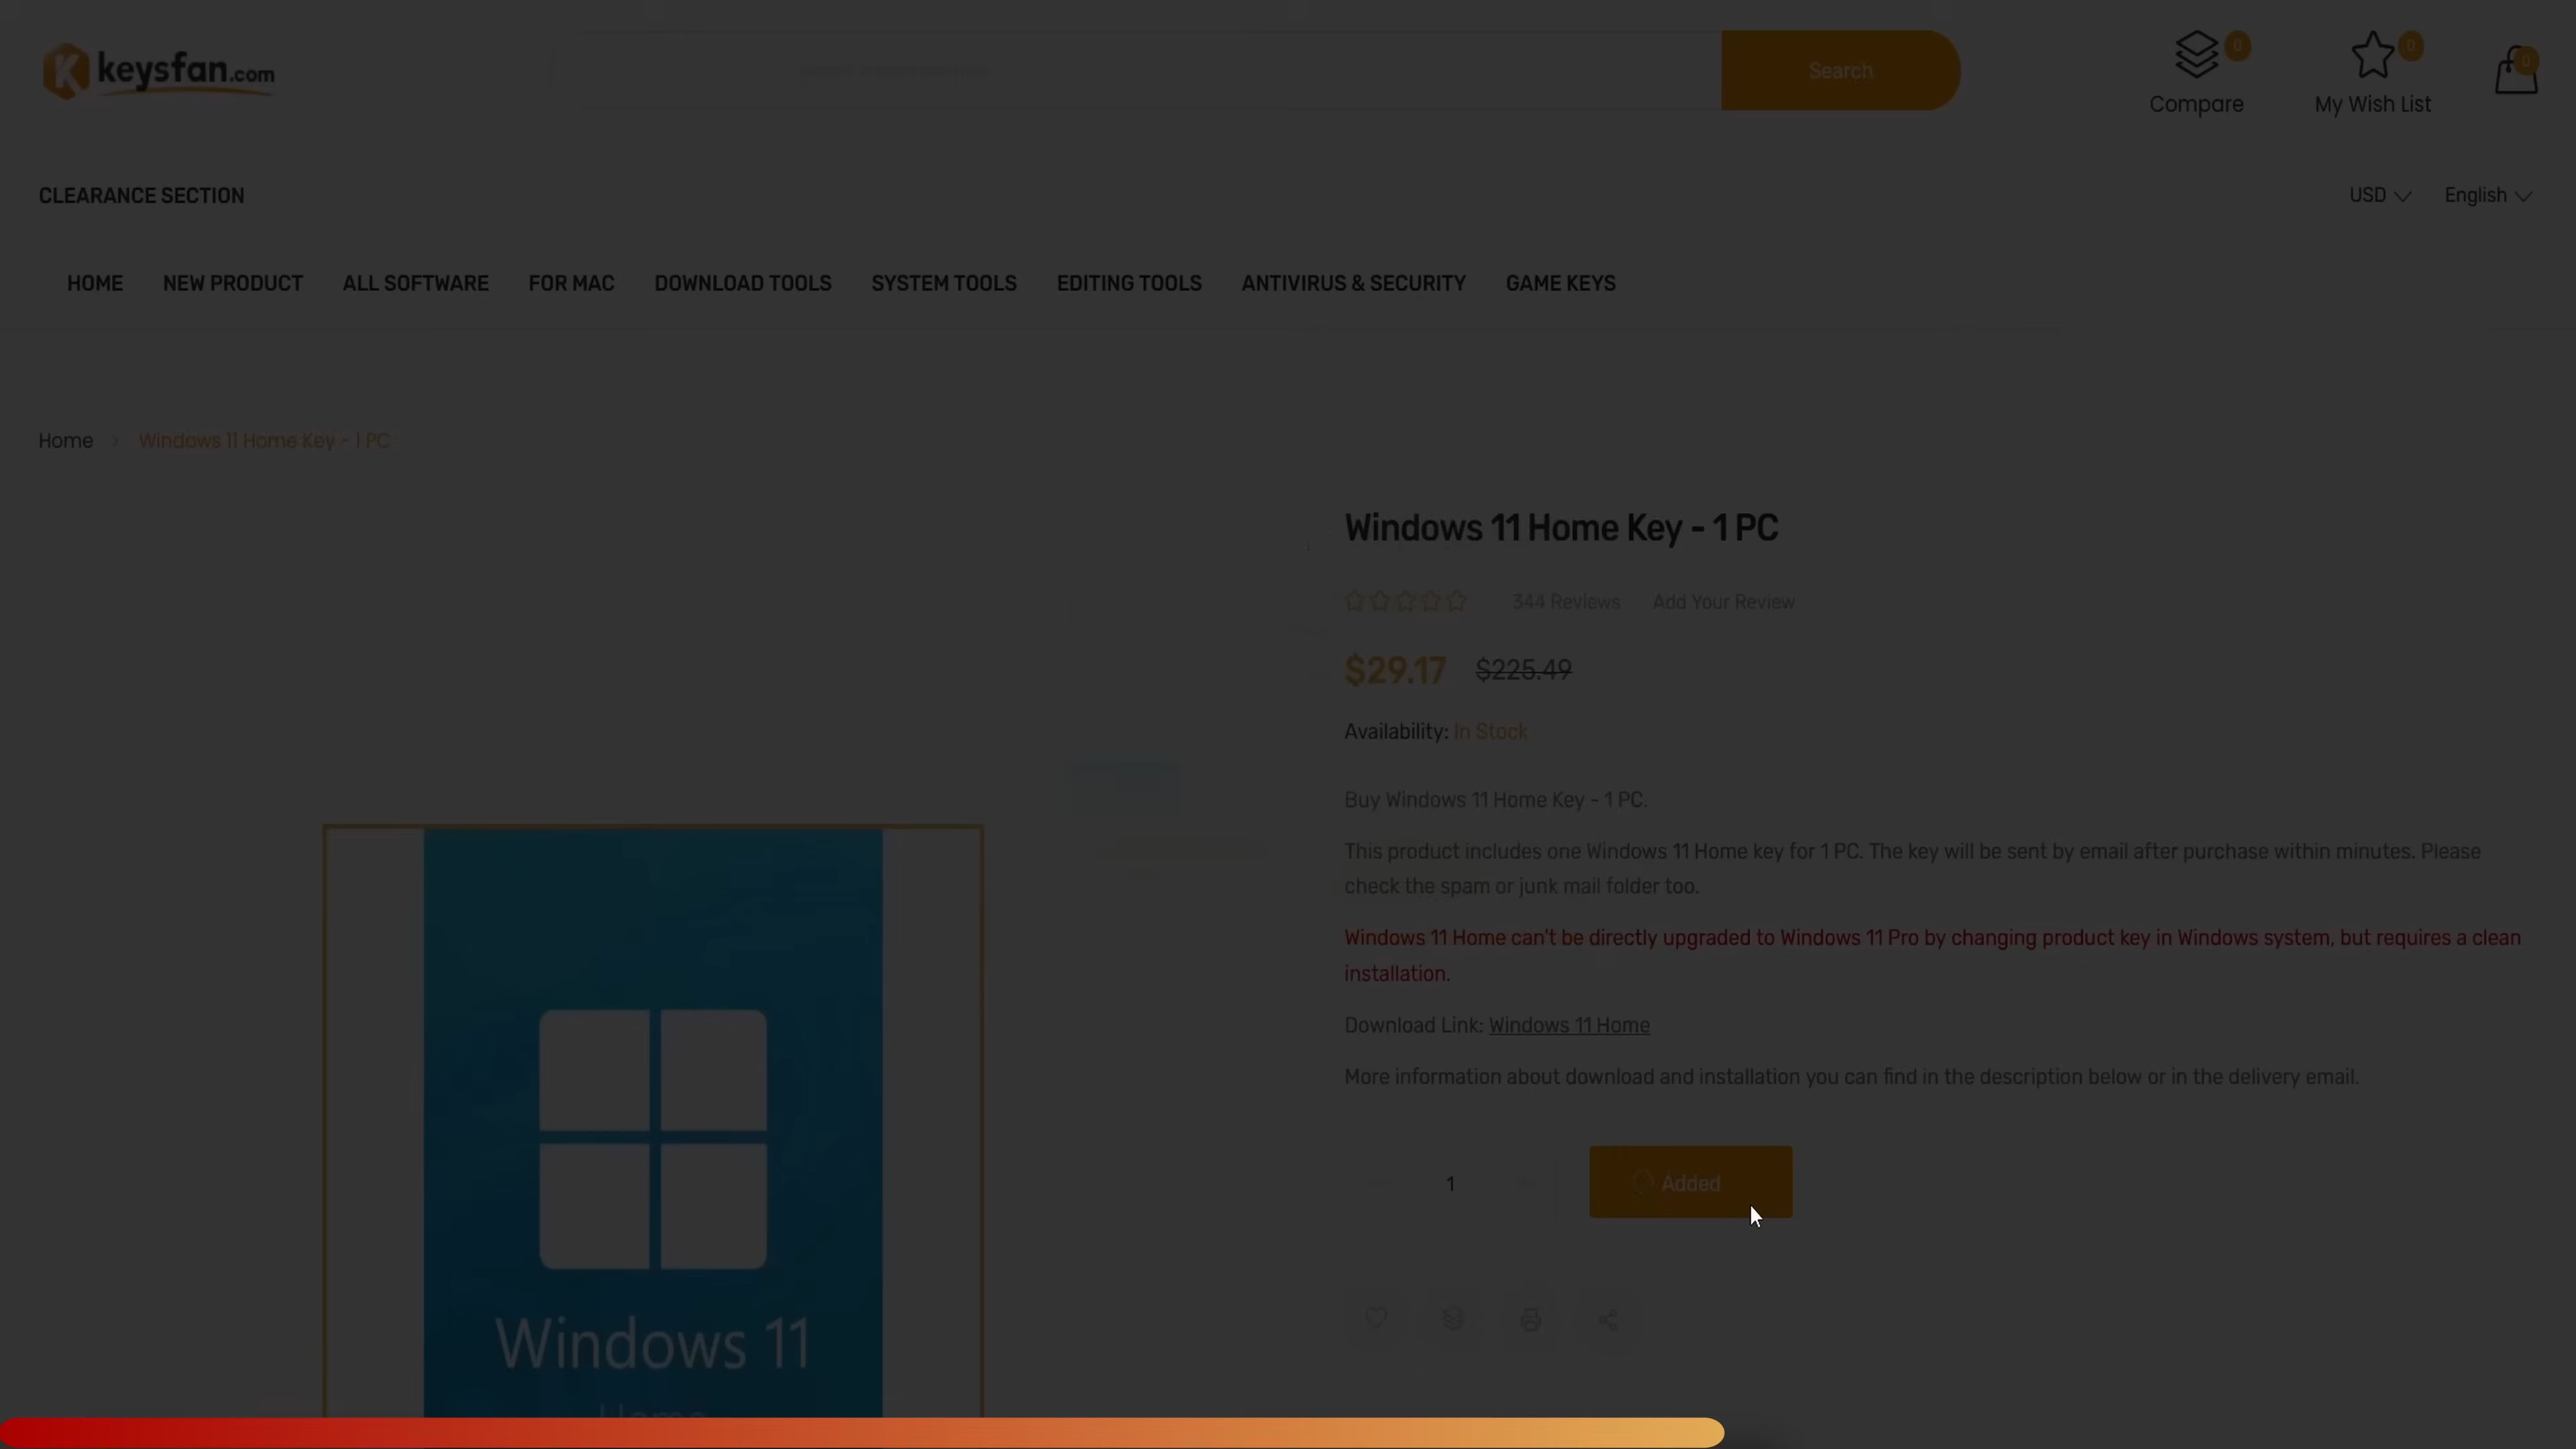 keysfan.com
Search
0
0
0
Compare
My Wish List
CLEARANCE SECTION
USD
English
HOME NEW PRODUCT ALL SOFTWARE FOR MAC DOWNLOAD TOOLS SYSTEM TOOLS EDITING TOOLS ANTIVIRUS & SECURITY GAME KEYS
Home > Windows 11 Home Key - 1 PC
Windows 11 Home Key - 1 PC
344 Reviews Add Your Review
$29.17 $225.49
Availability: In Stock
Buy Windows 11 Home Key - 1 PC.
This product includes one Windows 11 Home key for 1 PC. The key will be sent by email after purchase within minutes. Please
check the spam or junk mail folder too.
Windows 11 Home can't be directly upgraded to Windows 11 Pro by changing product key in Windows system, but requires a clean
installation.
Download Link: Windows 11 Home
More information about download and installation you can find in the description below or in the delivery email.
1
Added
Windows 11
Home